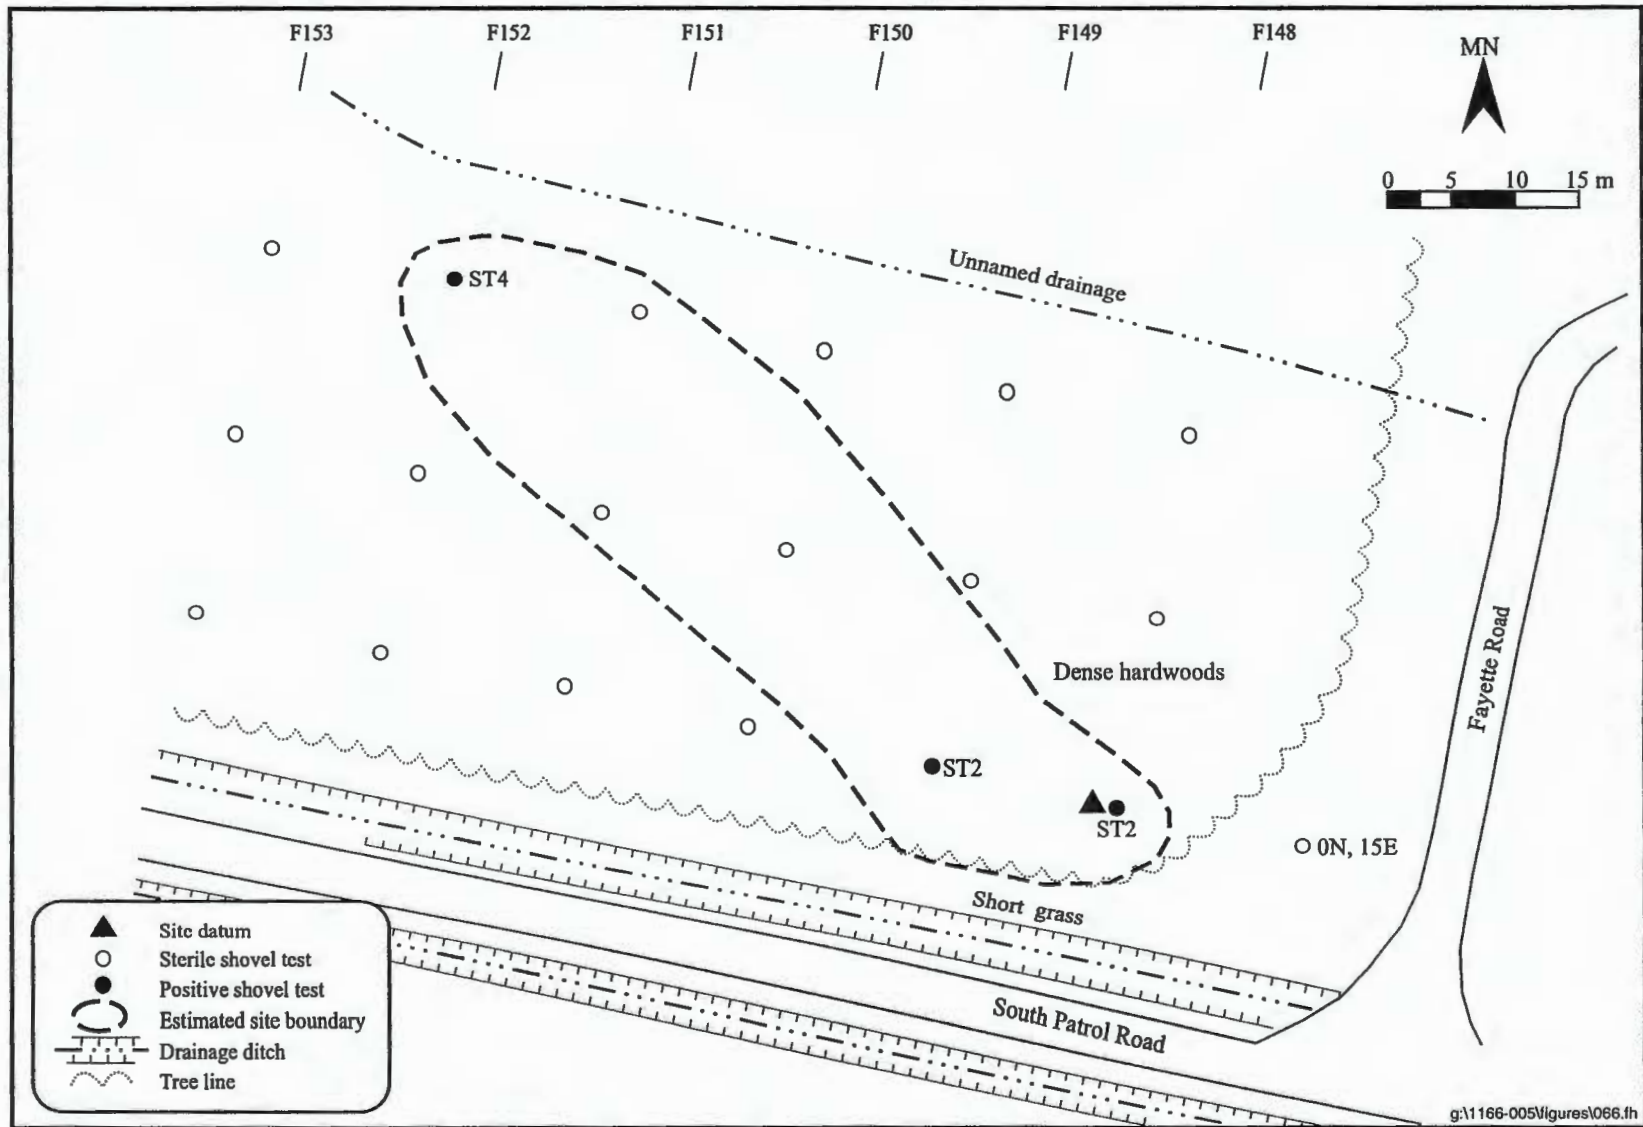 F153 F152 F151 F150 F149 F148
MN
0 5 10 15 m
Unnamed drainage
ST4
Dense hardwoods
Fayette Road
ST2
ST2
0N, 15E
Short grass
South Patrol Road
Site datum
Sterile shovel test
Positive shovel test
Estimated site boundary
Drainage ditch
Tree line
g:\1166-005\figures\066.fh